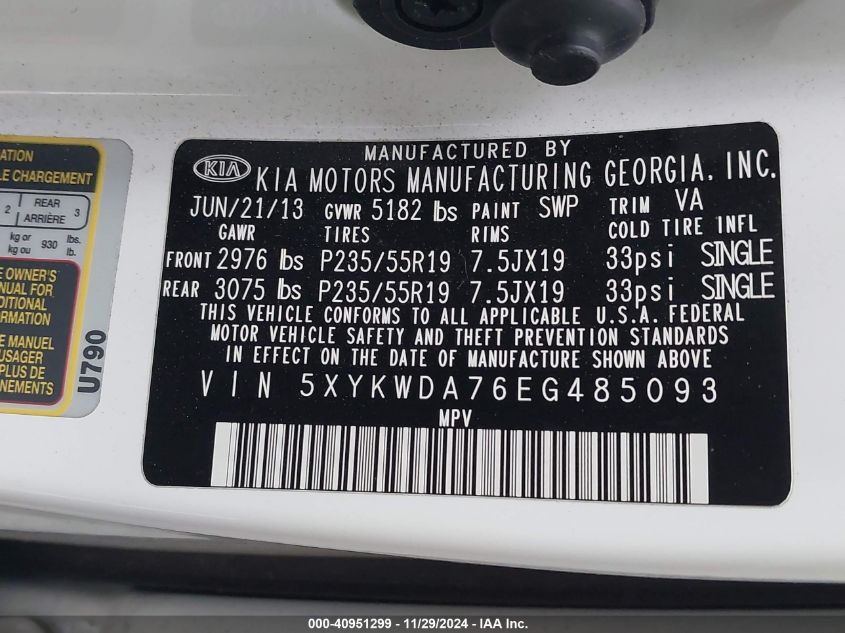 ATION
LE CHARGEMENT
2 REAR 3
ARRIÈRE
kg or 930 lbs.
kg ou lb.
E OWNER'S
MANUAL FOR
DITIONAL
FORMATION
E MANUEL
USAGER
PLUS DE
GNEMENTS
U790
MANUFACTURED BY
KIA KIA MOTORS MANUFACTURING GEORGIA, INC.
JUN/21/13 GVWR 5182 lbs PAINT SWP TRIM VA
GAWR TIRES RIMS COLD TIRE INFL
FRONT 2976 lbs P235/55R19 7.5JX19 33psi SINGLE
REAR 3075 lbs P235/55R19 7.5JX19 33psi SINGLE
THIS VEHICLE CONFORMS TO ALL APPLICABLE U.S.A. FEDERAL
MOTOR VEHICLE SAFETY AND THEFT PREVENTION STANDARDS
IN EFFECT ON THE DATE OF MANUFACTURE SHOWN ABOVE
VIN 5XYKWDA76EG485093
MPV
000-40951299 - 11/29/2024 - IAA Inc.